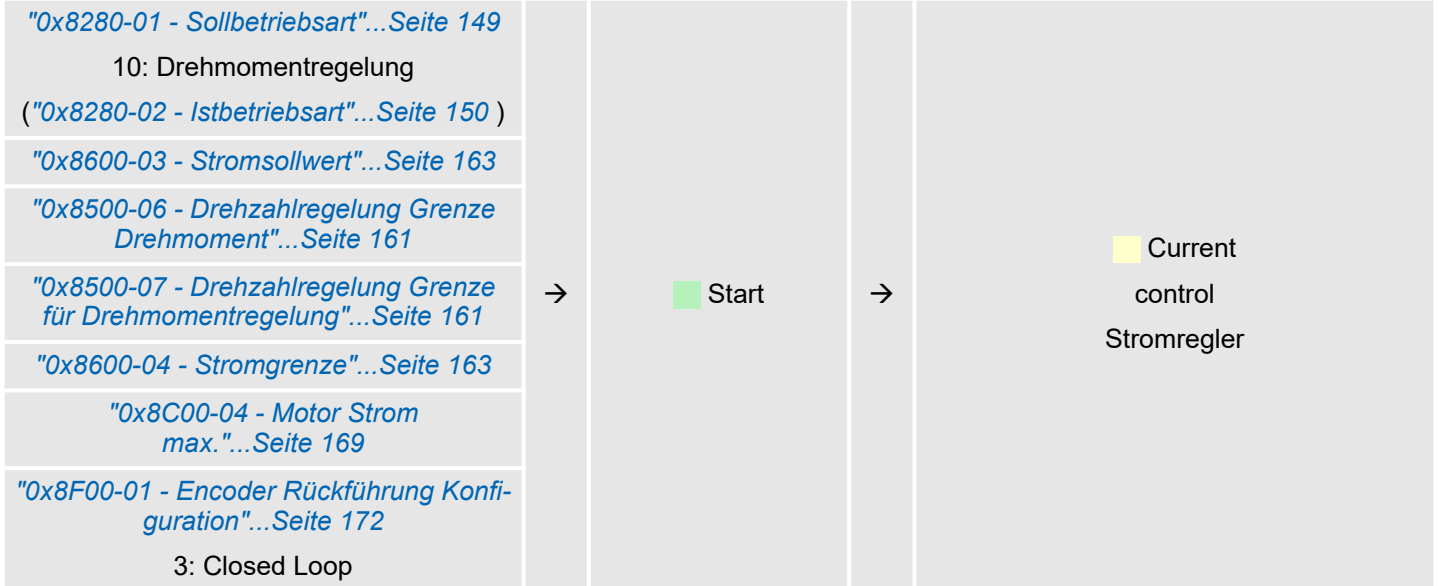 "0x8280-01 - Sollbetriebsart"...Seite 149
10: Drehmomentregelung
("0x8280-02 - Istbetriebsart"...Seite 150 )
"0x8600-03 - Stromsollwert"...Seite 163
"0x8500-06 - Drehzahlregelung Grenze
Drehmoment"...Seite 161
"0x8500-07 - Drehzahlregelung Grenze
für Drehmomentregelung"...Seite 161
"0x8600-04 - Stromgrenze"...Seite 163
"0x8C00-04 - Motor Strom
max."...Seite 169
"0x8F00-01 - Encoder Rückführung Konfi-
guration"...Seite 172
3: Closed Loop
→
Start
→
Current
control
Stromregler